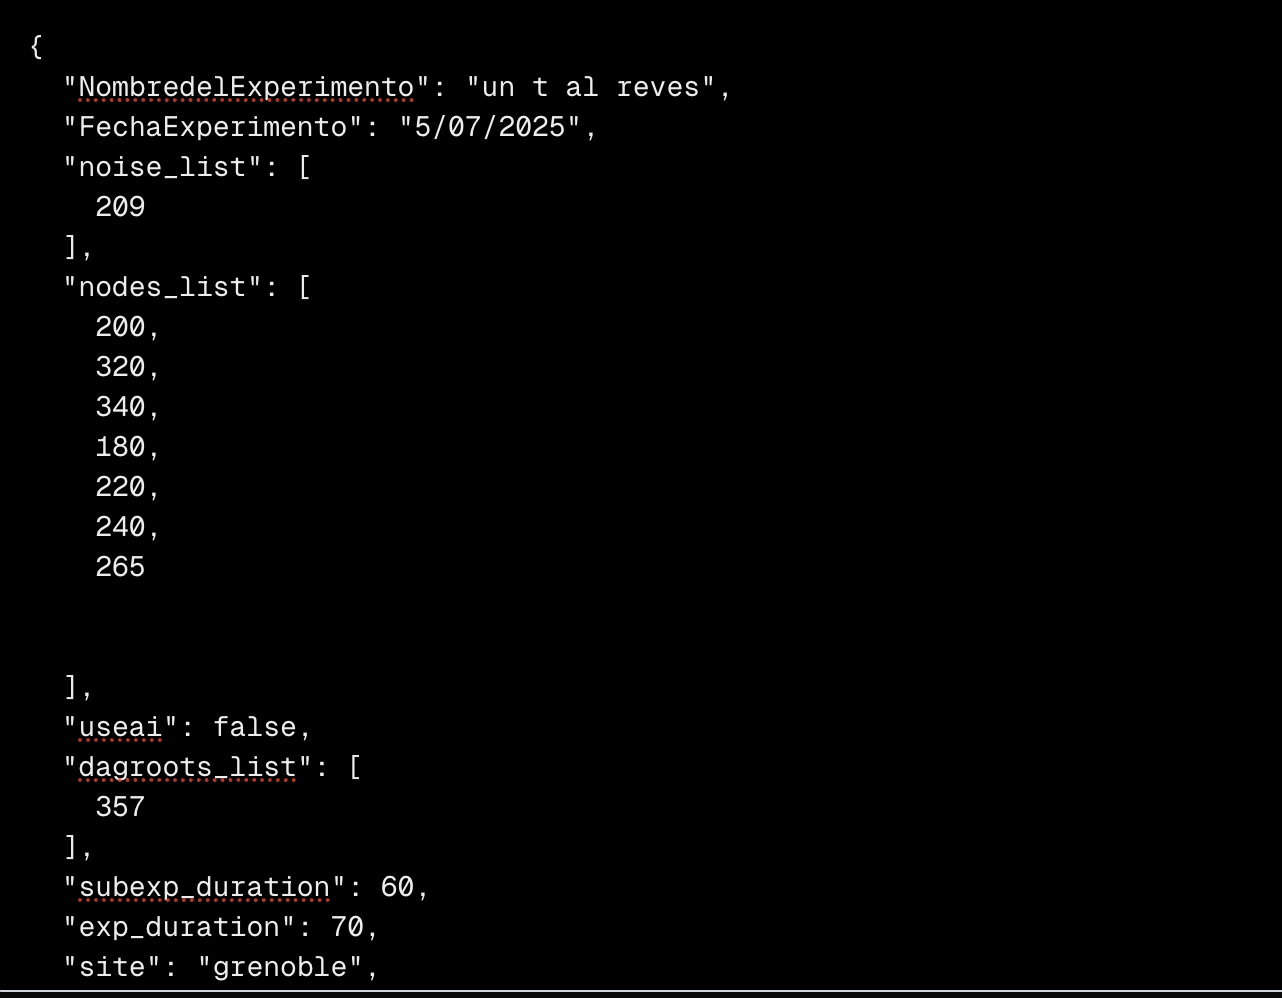 {
  "NombredelExperimento": "un t al reves",
  "FechaExperimento": "5/07/2025",
  "noise_list": [
    209
  ],
  "nodes_list": [
    200,
    320,
    340,
    180,
    220,
    240,
    265
  ],
  "useai": false,
  "dagroots_list": [
    357
  ],
  "subexp_duration": 60,
  "exp_duration": 70,
  "site": "grenoble",